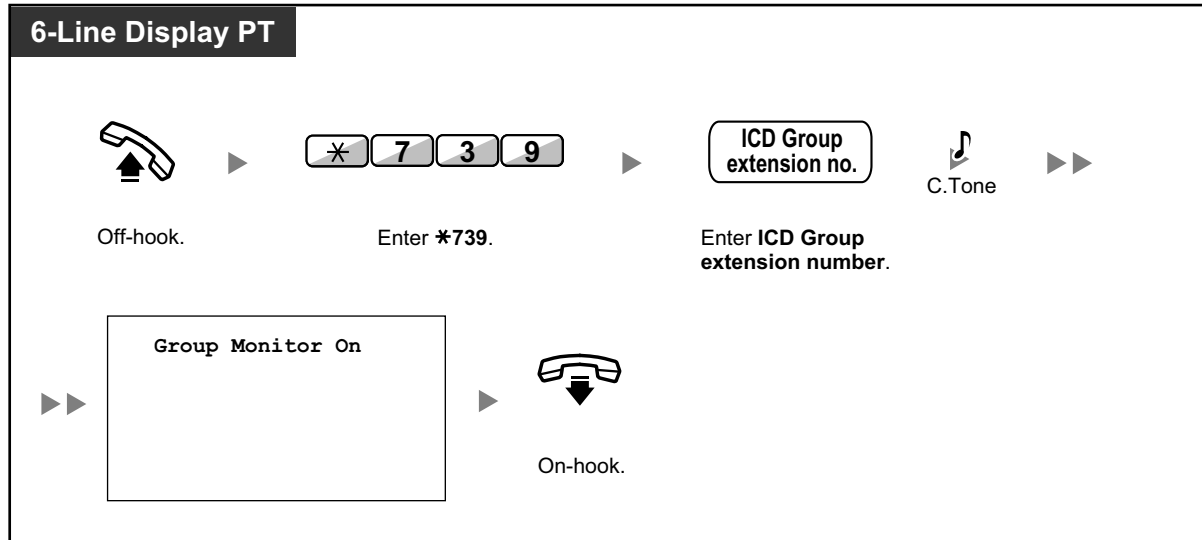 6-Line Display PT
* 7 3 9
ICD Group
extension no.
C.Tone
Off-hook.
Enter *739.
Enter ICD Group
extension number.
Group Monitor On
On-hook.